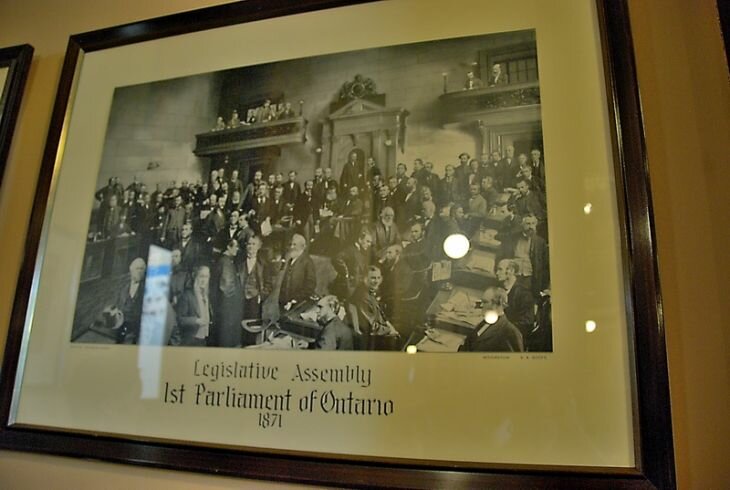 Legislative Assembly
1st Parliament of Ontario
1871